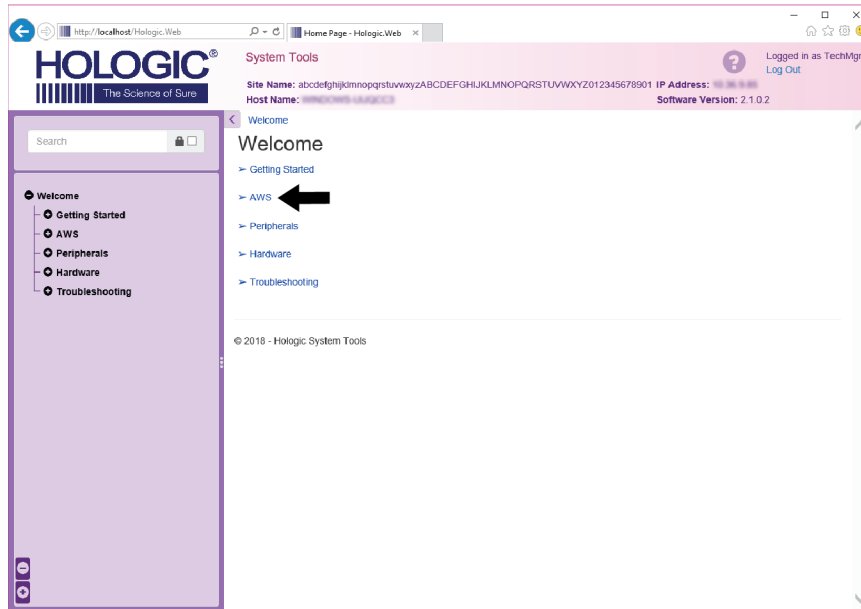 http://localhost/Hologic.Web
Home Page - Hologic.Web
HOLOGIC®
The Science of Sure
System Tools
Logged in as TechMgr
Log Out
Site Name: abcdefghijklmnopqrstuvwxyzABCDEFGHIJKLMNOPQRSTUVWXYZ012345678901 IP Address:
Host Name:
Software Version: 2.1.0.2
Search
Welcome
Getting Started
AWS
Peripherals
Hardware
Troubleshooting
Welcome
Welcome
➢ Getting Started
➢ AWS
➢ Peripherals
➢ Hardware
➢ Troubleshooting
© 2018 - Hologic System Tools